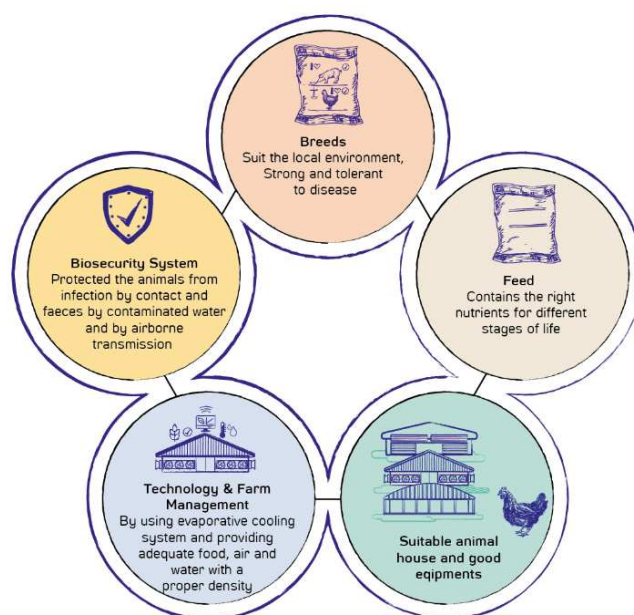 Breeds
Suit the local environment,
Strong and tolerant
to disease
Biosecurity System
Protected the animals from
infection by contact and
faeces by contaminated water
and by airborne
transmission
Feed
Contains the right
nutrients for different
stages of life
Technology & Farm
Management
By using evaporative cooling
system and providing
adequate food, air and
water with a
proper density
Suitable animal
house and good
eqipments